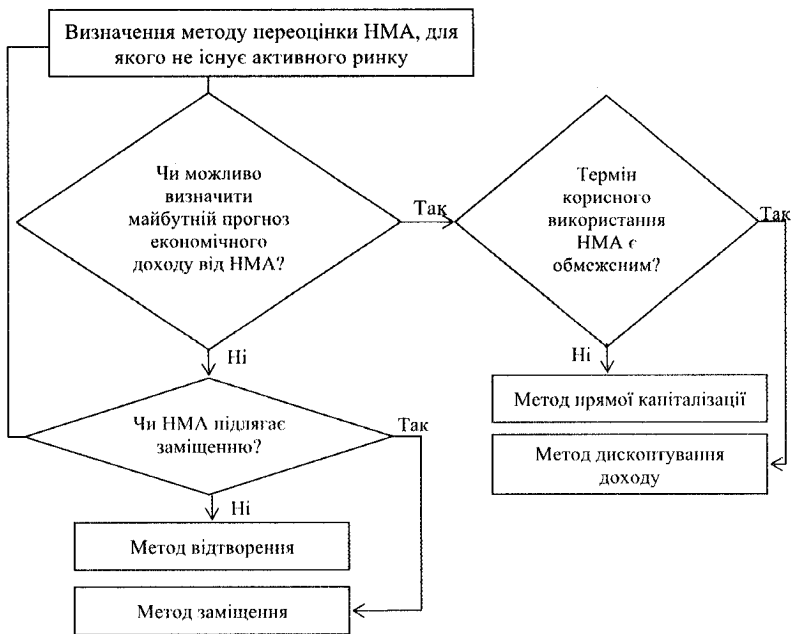 Визначення методу переоцінки НМА, для
якого не існує активного ринку
Чи можливо
визначити
майбутній прогноз
економічного
доходу від НМА?
Так
Термін
корисного
використання
НМА є
обмеженим?
Так
Ні
Ні
Метод прямої капіталізації
Чи НМА підлягає
заміщенню?
Так
Метод дисконтування
доходу
Ні
Метод відтворення
Метод заміщення